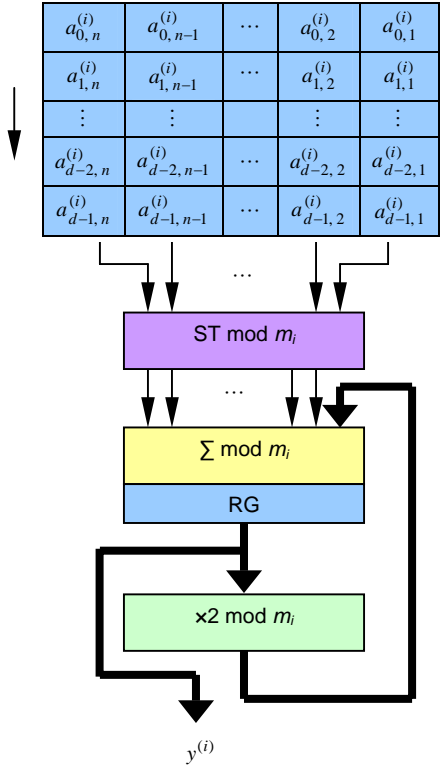 a_{0, n}^{(i)} a_{0, n−1}^{(i)} ⋯ a_{0, 2}^{(i)} a_{0, 1}^{(i)}
a_{1, n}^{(i)} a_{1, n−1}^{(i)} ⋯ a_{1, 2}^{(i)} a_{1, 1}^{(i)}
⋮ ⋮ ⋮ ⋮
a_{d−2, n}^{(i)} a_{d−2, n−1}^{(i)} ⋯ a_{d−2, 2}^{(i)} a_{d−2, 1}^{(i)}
a_{d−1, n}^{(i)} a_{d−1, n−1}^{(i)} ⋯ a_{d−1, 2}^{(i)} a_{d−1, 1}^{(i)}
...
ST mod m_i
...
∑ mod m_i
RG
×2 mod m_i
y^{(i)}